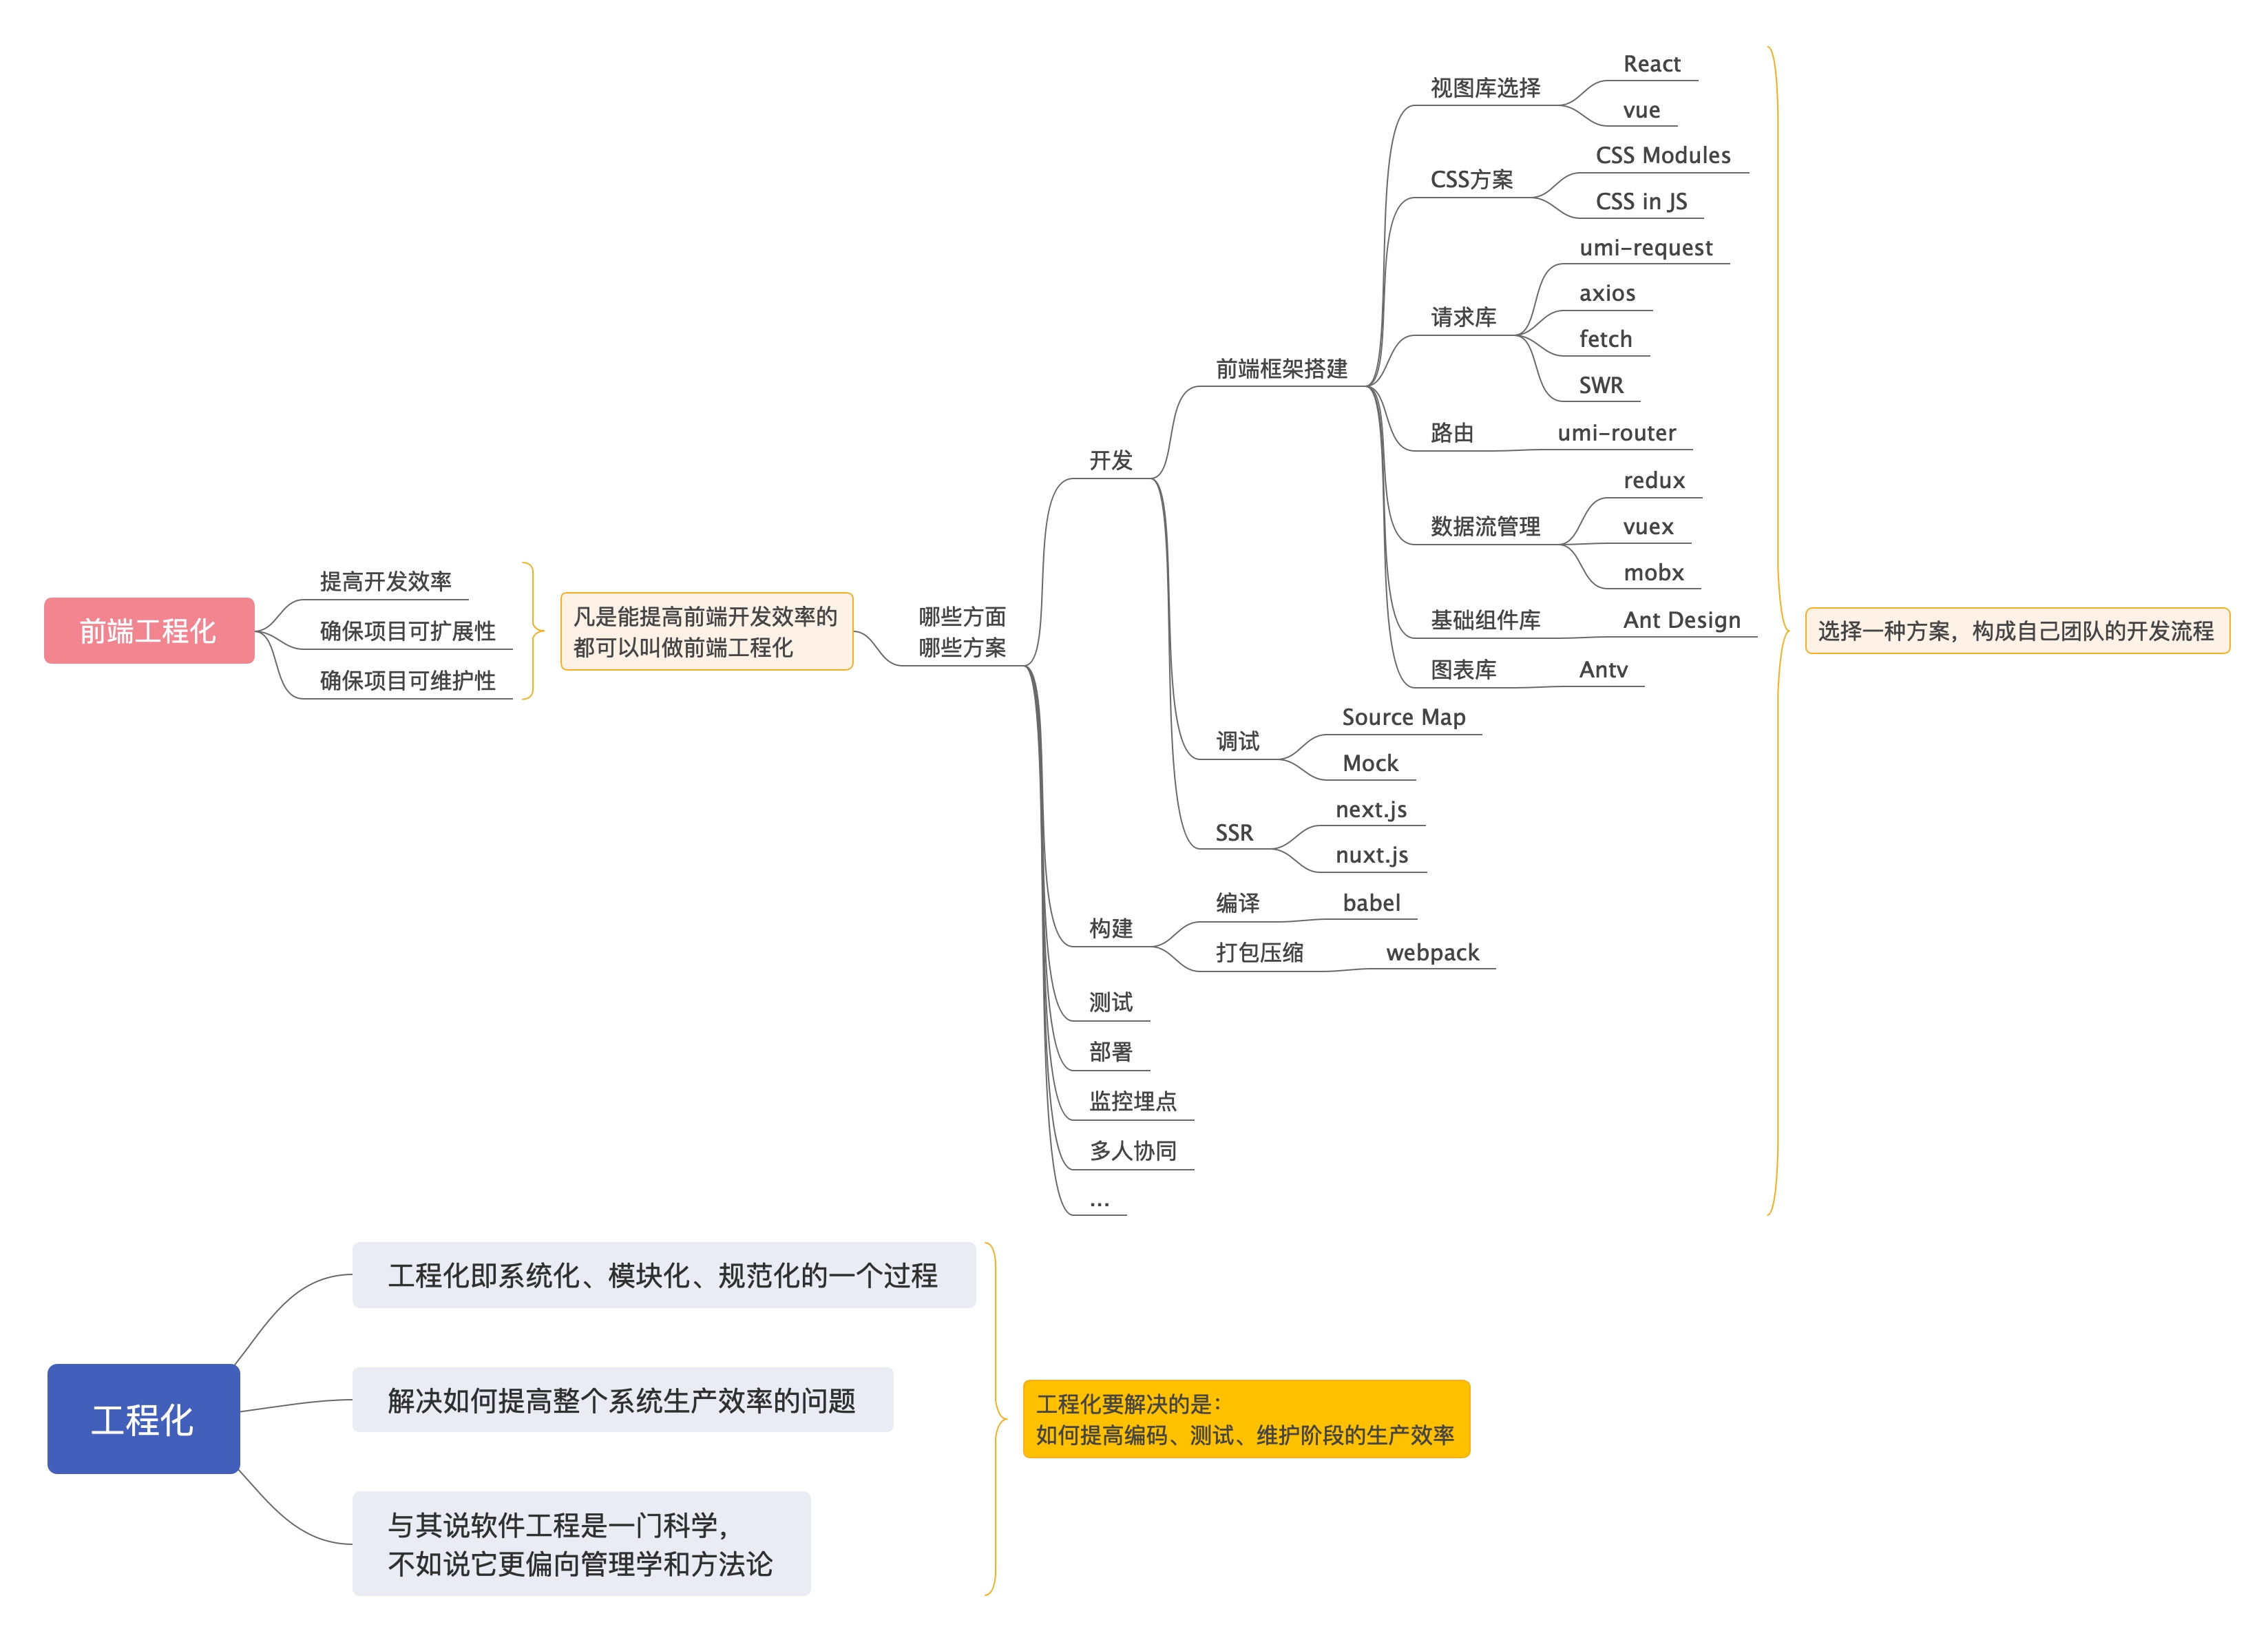 前端工程化
提高开发效率
确保项目可扩展性
确保项目可维护性
凡是能提高前端开发效率的
都可以叫做前端工程化
哪些方面
哪些方案
开发
前端框架搭建
视图库选择
React
vue
CSS方案
CSS Modules
CSS in JS
请求库
umi-request
axios
fetch
SWR
路由
umi-router
数据流管理
redux
vuex
mobx
基础组件库
Ant Design
图表库
Antv
调试
Source Map
Mock
SSR
next.js
nuxt.js
构建
编译
babel
打包压缩
webpack
测试
部署
监控埋点
多人协同
...
选择一种方案，构成自己团队的开发流程
工程化
工程化即系统化、模块化、规范化的一个过程
解决如何提高整个系统生产效率的问题
与其说软件工程是一门科学，
不如说它更偏向管理学和方法论
工程化要解决的是：
如何提高编码、测试、维护阶段的生产效率